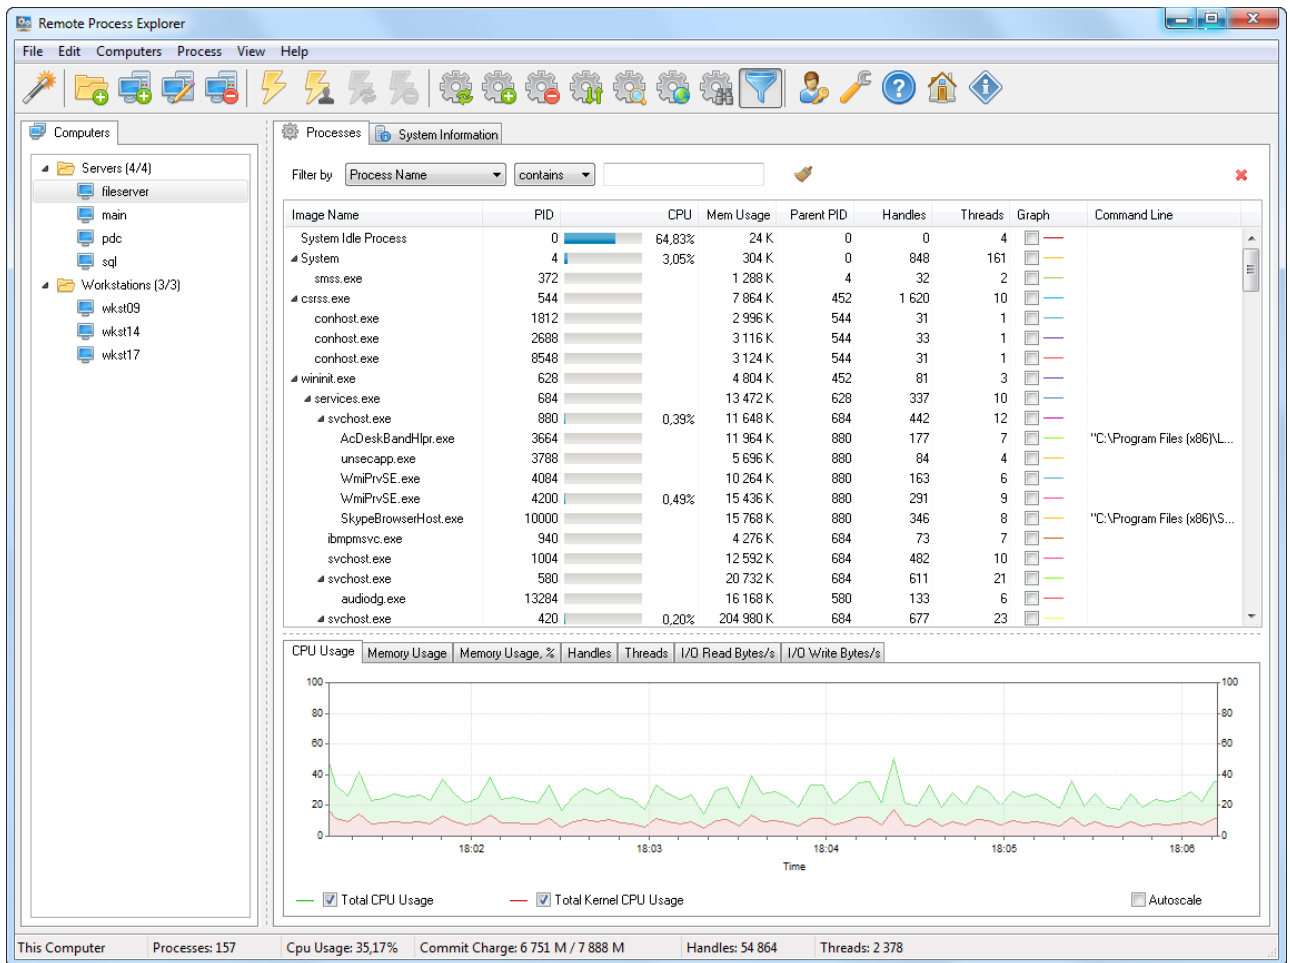 Remote Process Explorer
File Edit Computers Process View Help
Computers
Servers (4/4)
fileserver
main
pdc
sql
Workstations (3/3)
wkst09
wkst14
wkst17
Processes System Information
Filter by Process Name contains
Image Name PID CPU Mem Usage Parent PID Handles Threads Graph Command Line
System Idle Process 0 64,83% 24 K 0 0 4
System 4 3,05% 304 K 0 848 161
smss.exe 372 1 288 K 4 32 2
csrss.exe 544 7 864 K 452 1 620 10
conhost.exe 1812 2 996 K 544 31 1
conhost.exe 2688 3 116 K 544 33 1
conhost.exe 8548 3 124 K 544 31 1
wininit.exe 628 4 804 K 452 81 3
services.exe 684 13 472 K 628 337 10
svchost.exe 880 0,39% 11 648 K 684 442 12
AcDeskBandHlpr.exe 3664 11 964 K 880 177 7 "C:\Program Files (x86)\L...
unsecapp.exe 3788 5 696 K 880 84 4
WmiPrvSE.exe 4084 10 264 K 880 163 6
WmiPrvSE.exe 4200 0,49% 15 436 K 880 291 9
SkypeBrowserHost.exe 10000 15 768 K 880 346 8 "C:\Program Files (x86)\S...
ibmpmsvc.exe 940 4 276 K 684 73 7
svchost.exe 1004 12 592 K 684 482 10
svchost.exe 580 20 732 K 684 611 21
audiodg.exe 13284 16 168 K 580 133 6
svchost.exe 420 0,20% 204 980 K 684 677 23
CPU Usage Memory Usage Memory Usage, % Handles Threads I/O Read Bytes/s I/O Write Bytes/s
100 100
80 80
60 60
40 40
20 20
0 0
18:02 18:03 18:04 18:05 18:06
Time
Total CPU Usage Total Kernel CPU Usage Autoscale
This Computer Processes: 157 Cpu Usage: 35,17% Commit Charge: 6 751 M / 7 888 M Handles: 54 864 Threads: 2 378